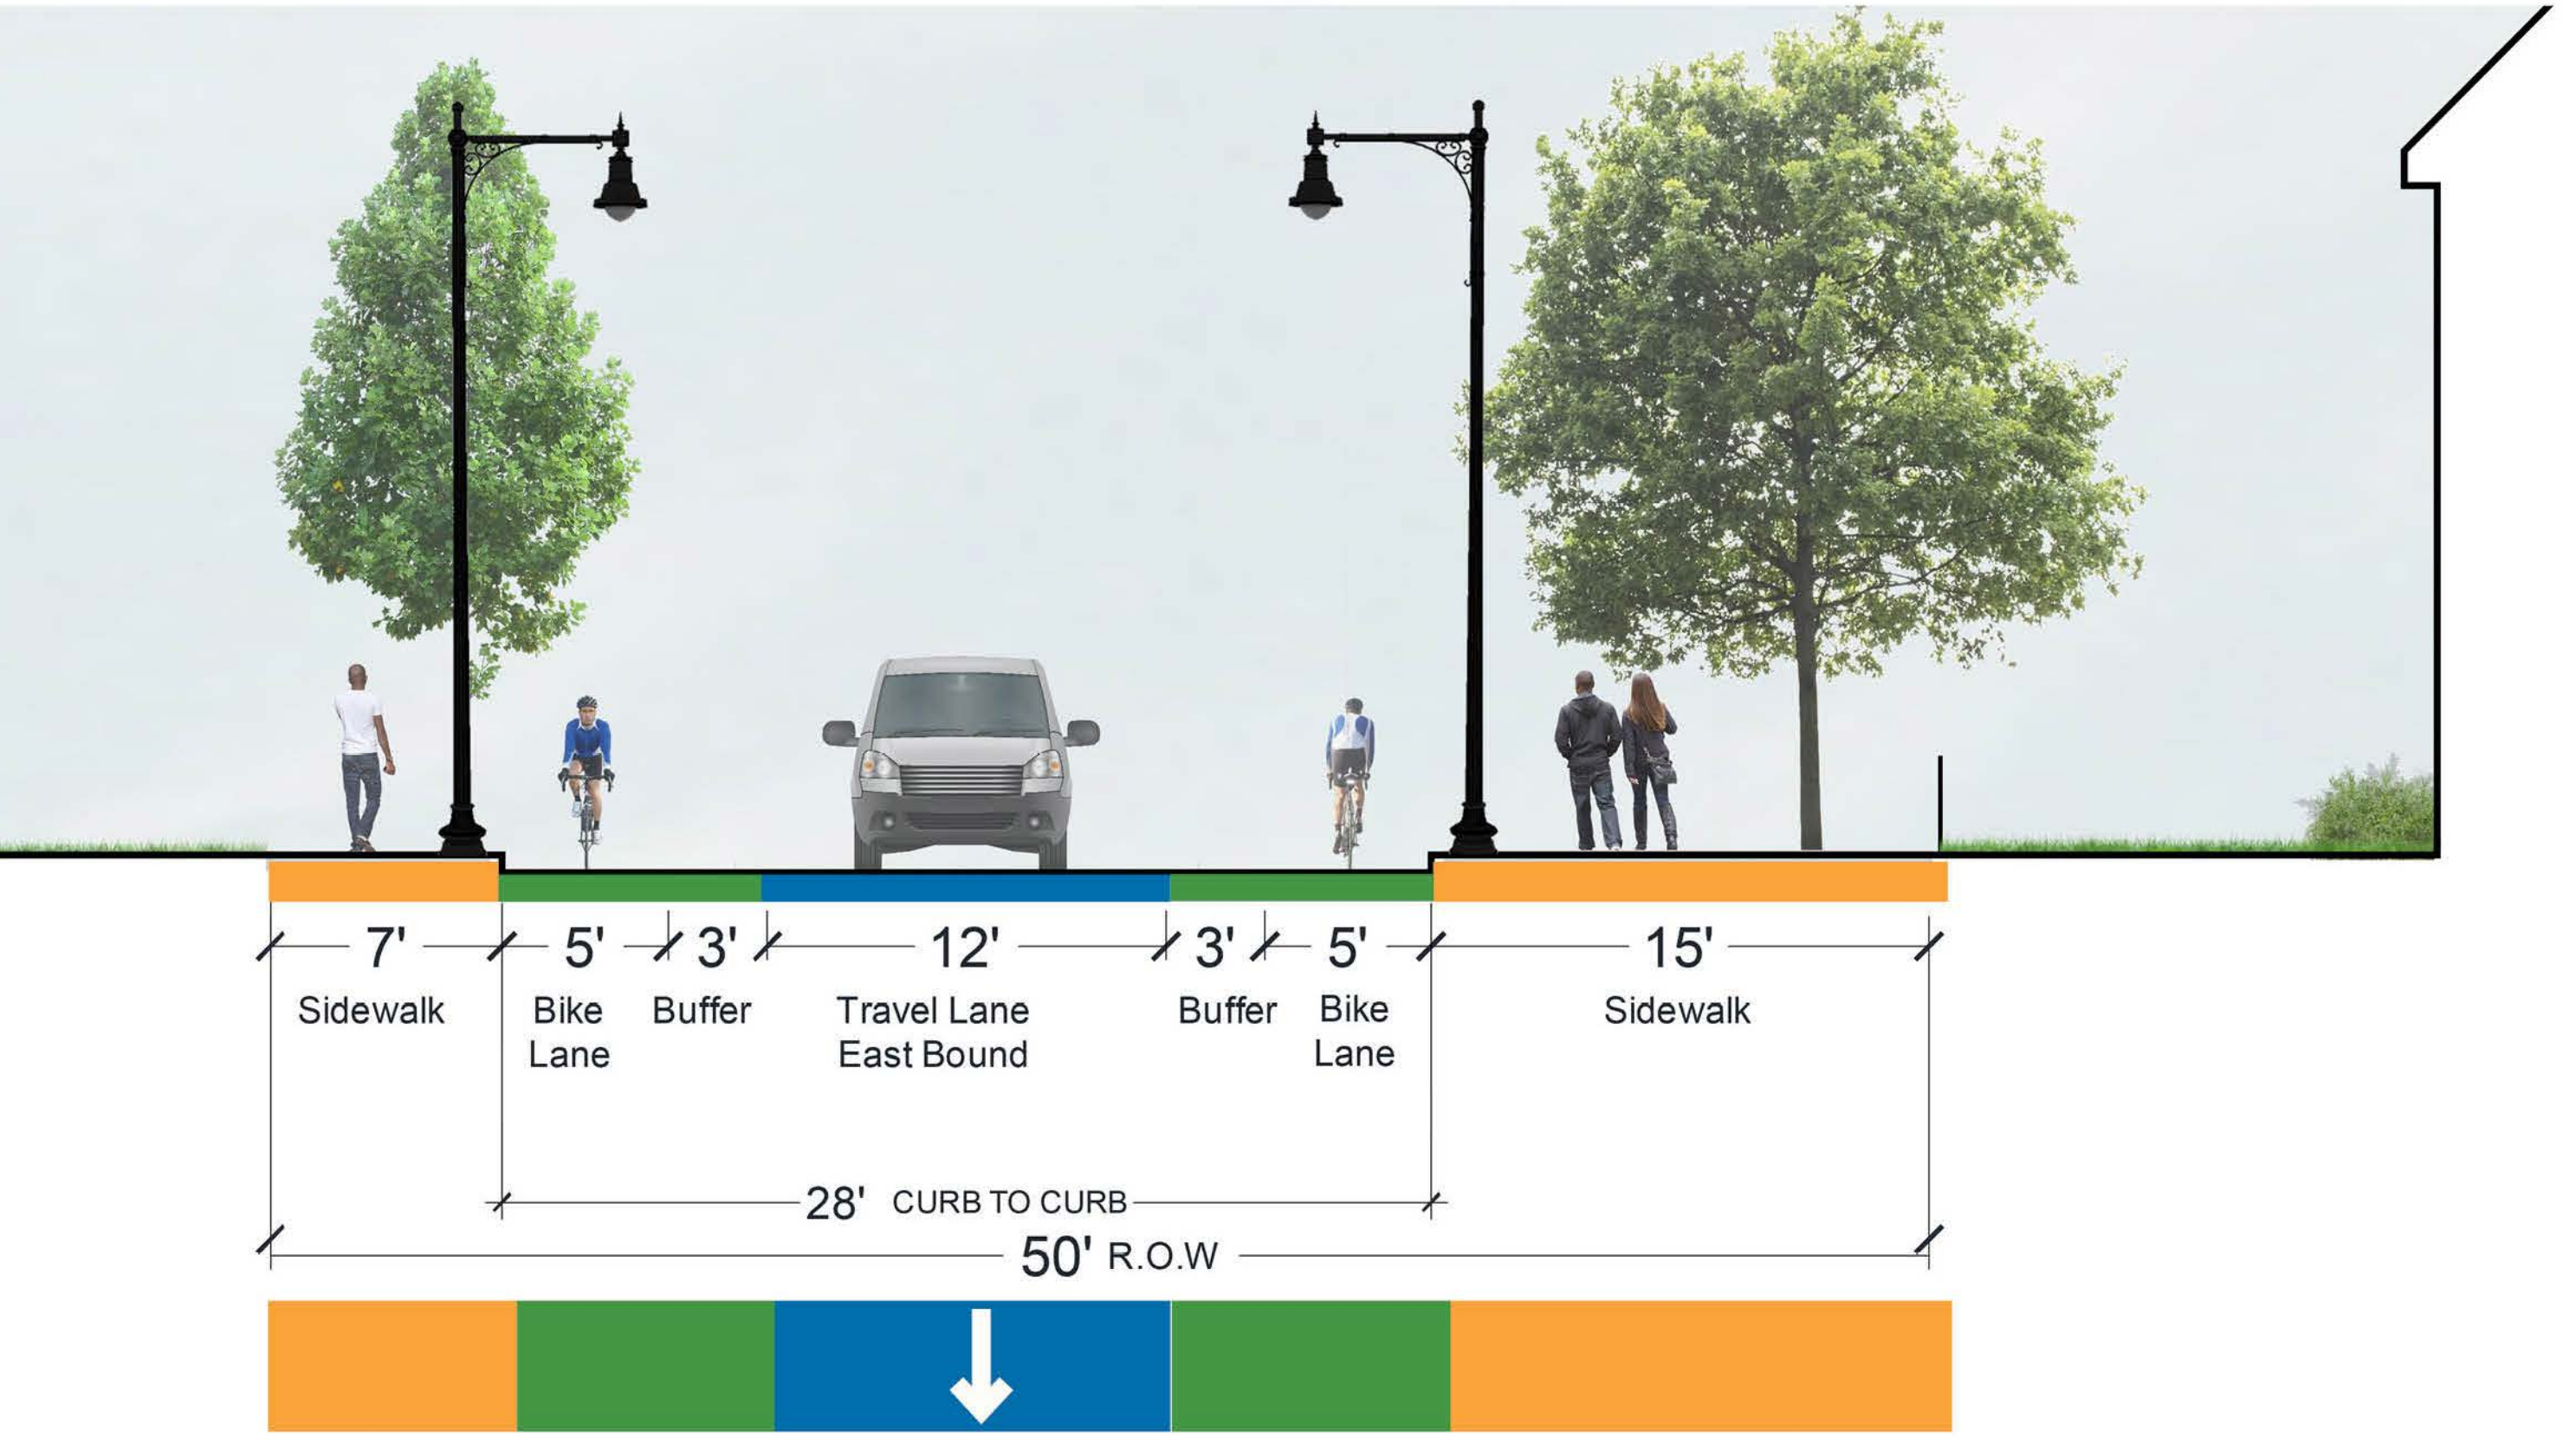 7' 5' 3' 12' 3' 5' 15'
Sidewalk Bike Buffer Travel Lane Buffer Bike Sidewalk
Lane East Bound Lane
28' CURB TO CURB
50' R.O.W